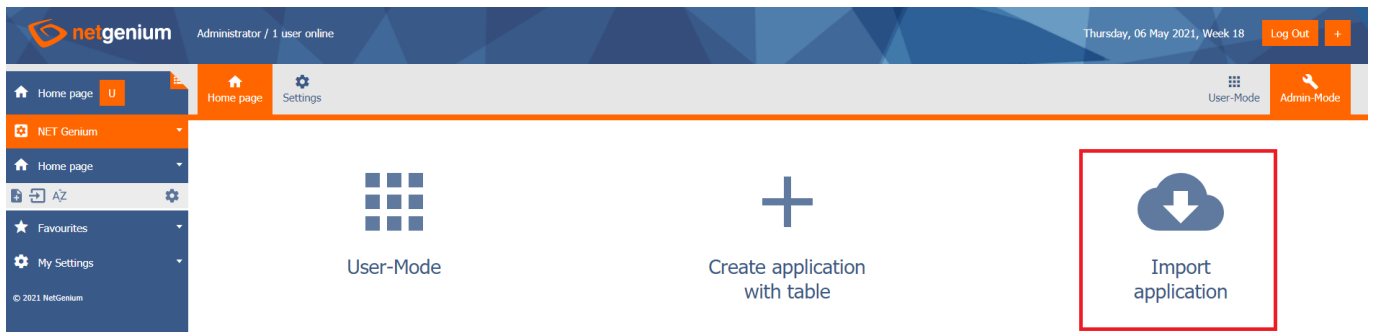 netgenium
Administrator / 1 user online
Thursday, 06 May 2021, Week 18
Log Out
+
Home page
U
Home page
Settings
User-Mode
Admin-Mode
NET Genium
Home page
AZ
Favourites
My Settings
© 2021 NetGenium
User-Mode
Create application
with table
Import
application